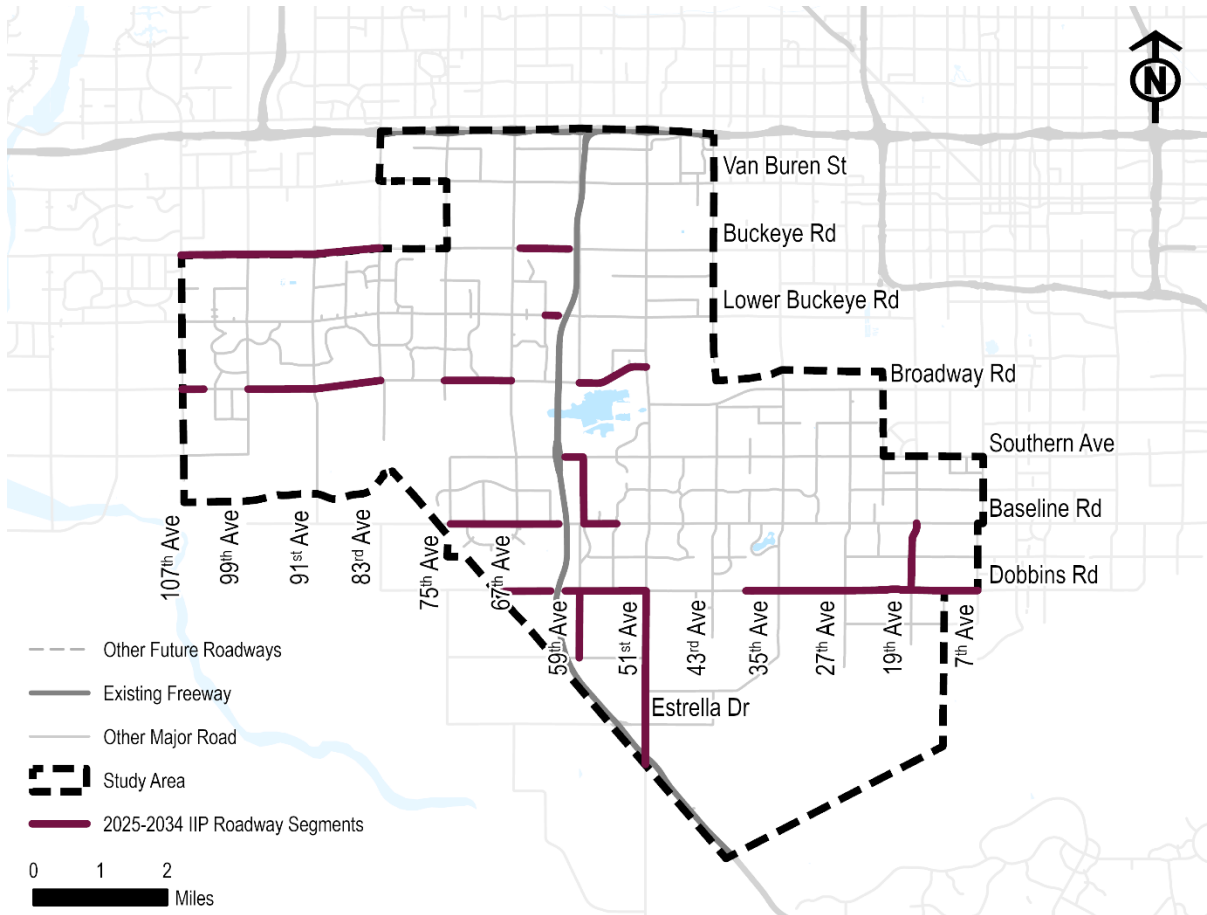 N
Van Buren St
Buckeye Rd
Lower Buckeye Rd
Broadway Rd
Southern Ave
Baseline Rd
Dobbins Rd
107th Ave
99th Ave
91st Ave
83rd Ave
75th Ave
67th Ave
59th Ave
51st Ave
43rd Ave
35th Ave
27th Ave
19th Ave
7th Ave
Estrella Dr
Other Future Roadways
Existing Freeway
Other Major Road
Study Area
2025-2034 IIP Roadway Segments
0 1 2
Miles